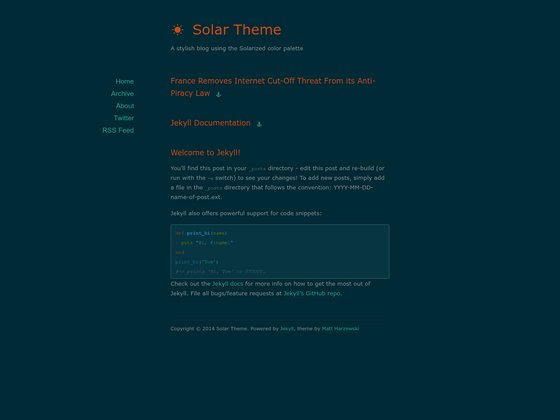 Solar Theme
A stylish blog using the Solarized color palette
Home
Archive
About
Twitter
RSS Feed
France Removes Internet Cut-Off Threat From its Anti-
Piracy Law
Jekyll Documentation
Welcome to Jekyll!
You'll find this post in your _posts directory - edit this post and re-build (or
run with the -w switch) to see your changes! To add new posts, simply add
a file in the _posts directory that follows the convention: YYYY-MM-DD-
name-of-post.ext.
Jekyll also offers powerful support for code snippets:
def print_hi(name)
puts "Hi, #{name}"
end
print_hi('Tom')
#=> prints 'Hi, Tom' to STDOUT.
Check out the Jekyll docs for more info on how to get the most out of
Jekyll. File all bugs/feature requests at Jekyll's GitHub repo.
Copyright © 2014 Solar Theme. Powered by Jekyll, theme by Matt Harzewski